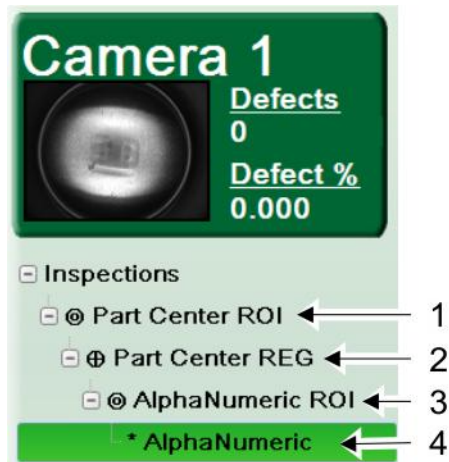 Camera 1
Defects
0
Defect %
0.000
Inspections
Part Center ROI 1
Part Center REG 2
AlphaNumeric ROI 3
* AlphaNumeric 4